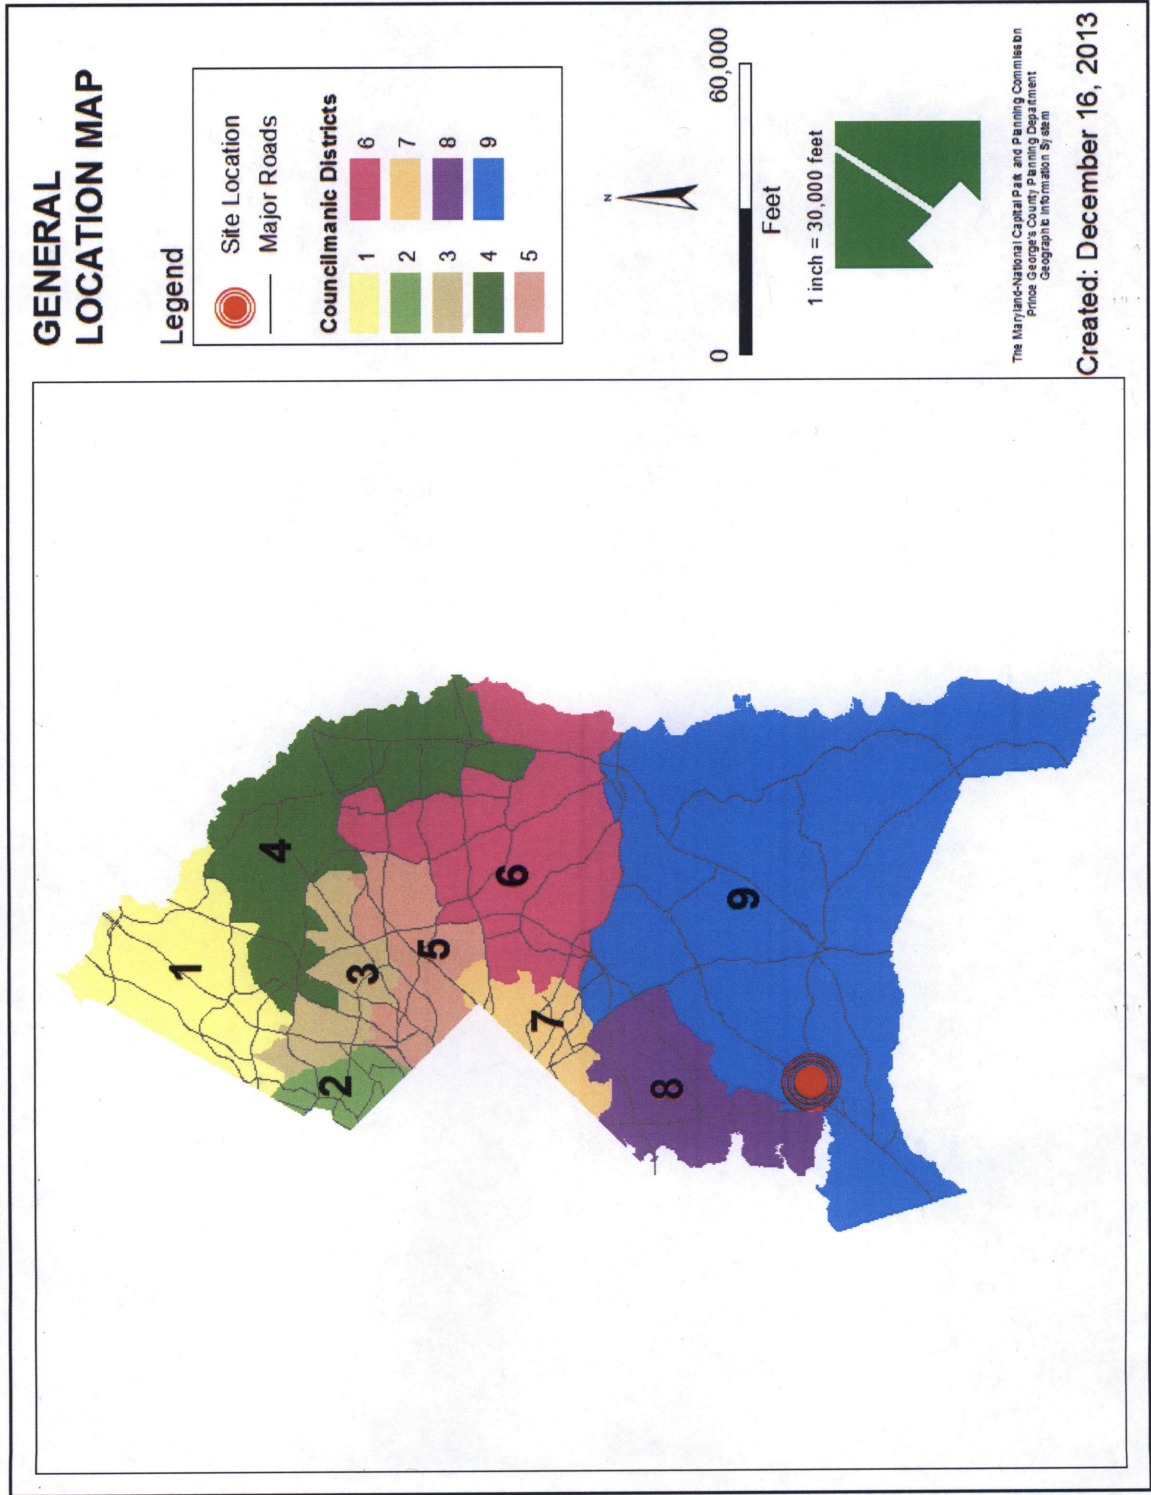 GENERAL
LOCATION MAP
Legend
Site Location
Major Roads
Councilmanic Districts
1
6
2
7
3
8
4
9
5
N
0
60,000
Feet
1 inch = 30,000 feet
The Maryland-National Capital Park and Planning Commission
Prince George's County Planning Department
Geographic Information System
Created: December 16, 2013
1
2
3
4
5
6
7
8
9